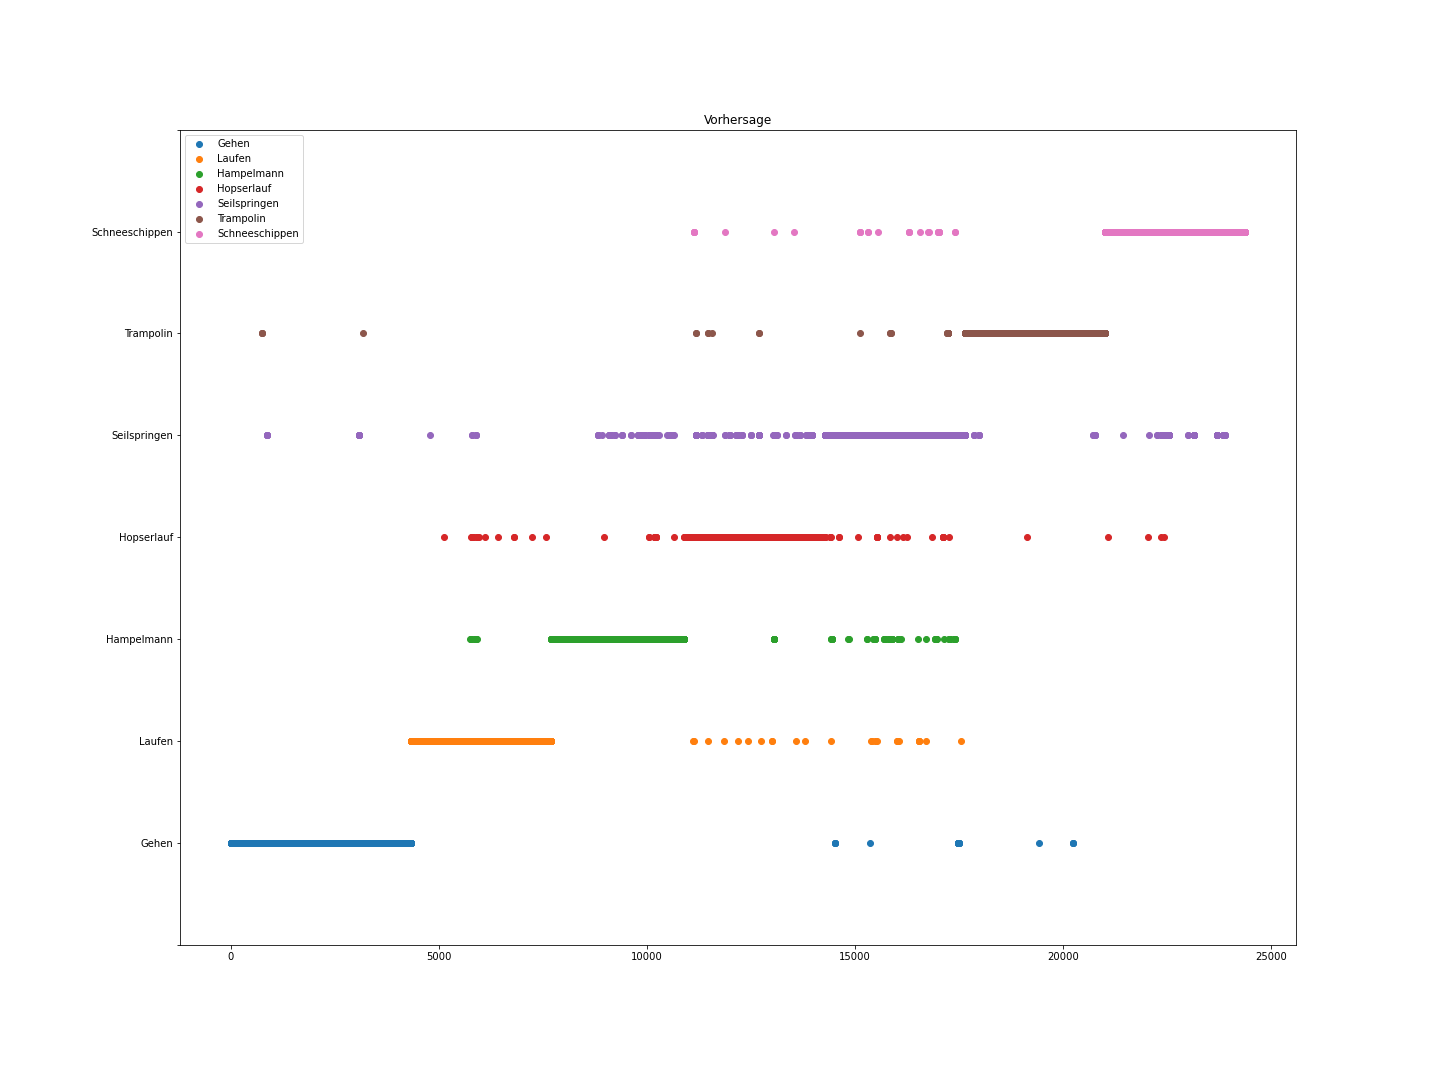 Vorhersage
Gehen
Laufen
Hampelmann
Hopserlauf
Seilspringen
Trampolin
Schneeschippen
Schneeschippen
Trampolin
Seilspringen
Hopserlauf
Hampelmann
Laufen
Gehen
0 5000 10000 15000 20000 25000